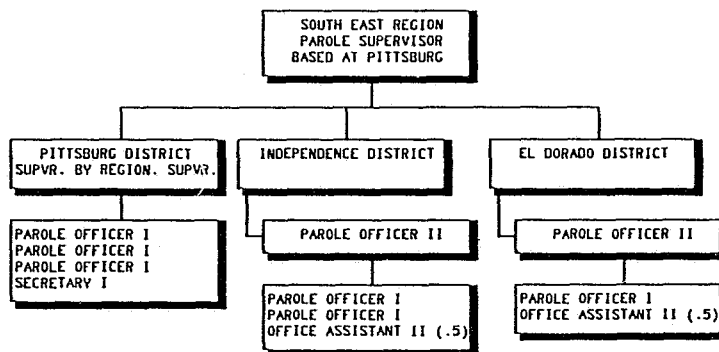 SOUTH EAST REGION
PAROLE SUPERVISOR
BASED AT PITTSBURG
PITTSBURG DISTRICT
SUPVR. BY REGION. SUPVR.
INDEPENDENCE DISTRICT
EL DORADO DISTRICT
PAROLE OFFICER I
PAROLE OFFICER I
PAROLE OFFICER I
SECRETARY I
PAROLE OFFICER II
PAROLE OFFICER II
PAROLE OFFICER I
PAROLE OFFICER I
OFFICE ASSISTANT II (.5)
PAROLE OFFICER I
OFFICE ASSISTANT II (.5)